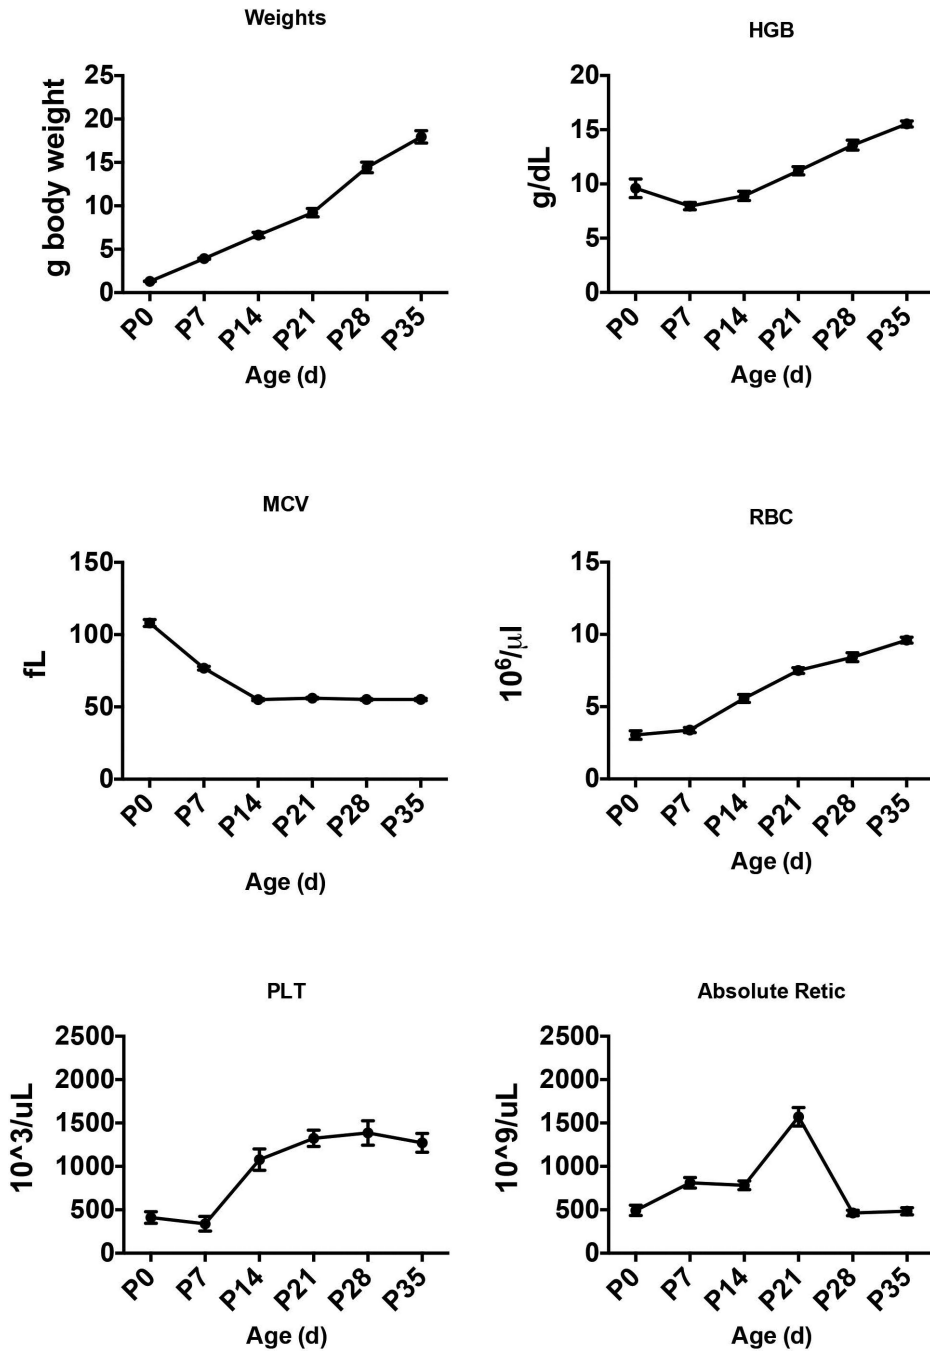 Weights
25
20
15
10
5
0
g body weight
P0 P7 P14 P21 P28 P35
Age (d)
HGB
20
15
10
5
0
g/dL
P0 P7 P14 P21 P28 P35
Age (d)
MCV
150
100
50
0
fL
P0 P7 P14 P21 P28 P35
Age (d)
RBC
15
10
5
0
10⁶/µl
P0 P7 P14 P21 P28 P35
Age (d)
PLT
2500
2000
1500
1000
500
0
10^3/uL
P0 P7 P14 P21 P28 P35
Age (d)
Absolute Retic
2500
2000
1500
1000
500
0
10^9/uL
P0 P7 P14 P21 P28 P35
Age (d)